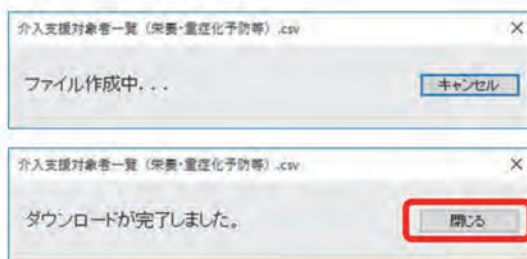 介入支援対象者一覧（栄養・重症化予防等）.csv
ファイル作成中．．．
キャンセル
介入支援対象者一覧（栄養・重症化予防等）.csv
ダウンロードが完了しました。
閉じる